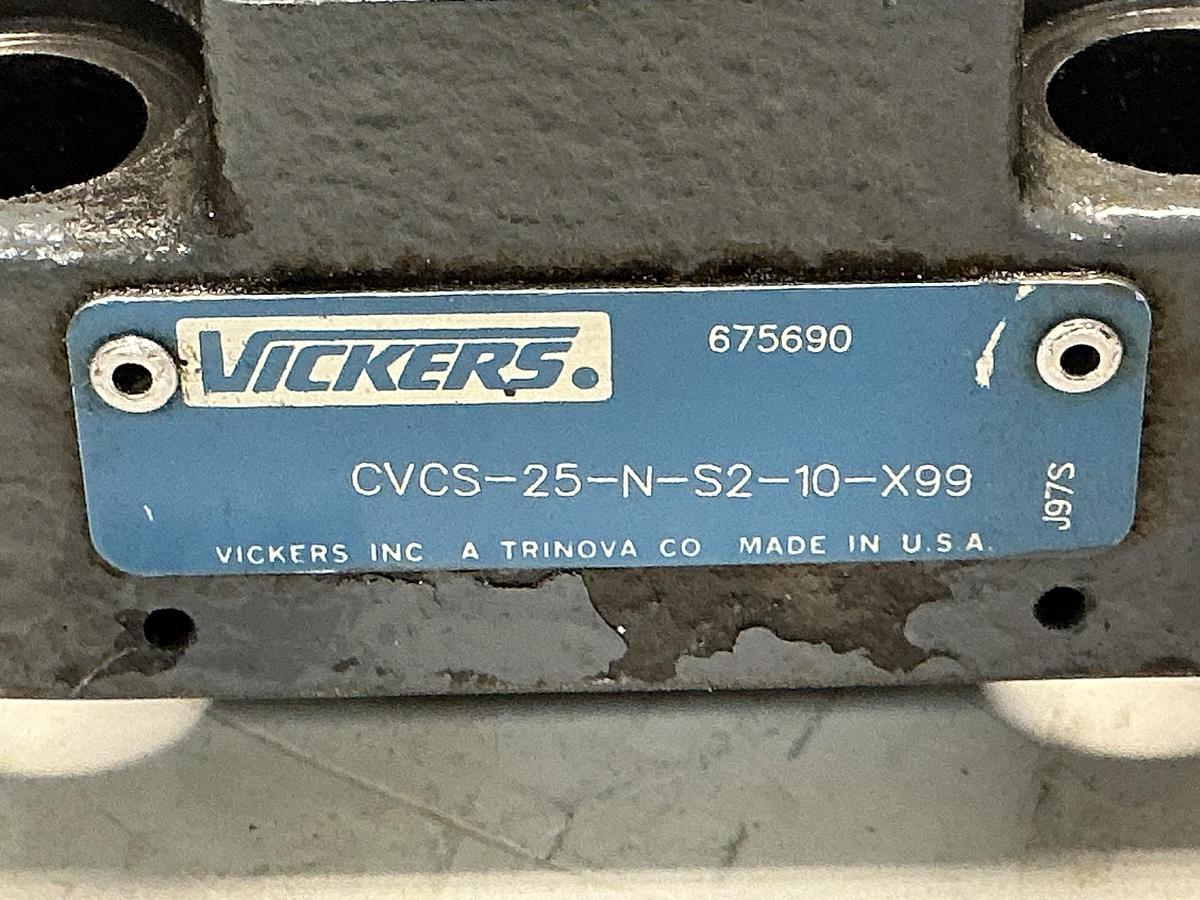 VICKERS.
675690
CVCS-25-N-S2-10-X99
J97S
VICKERS INC A TRINOVA CO MADE IN U.S.A.